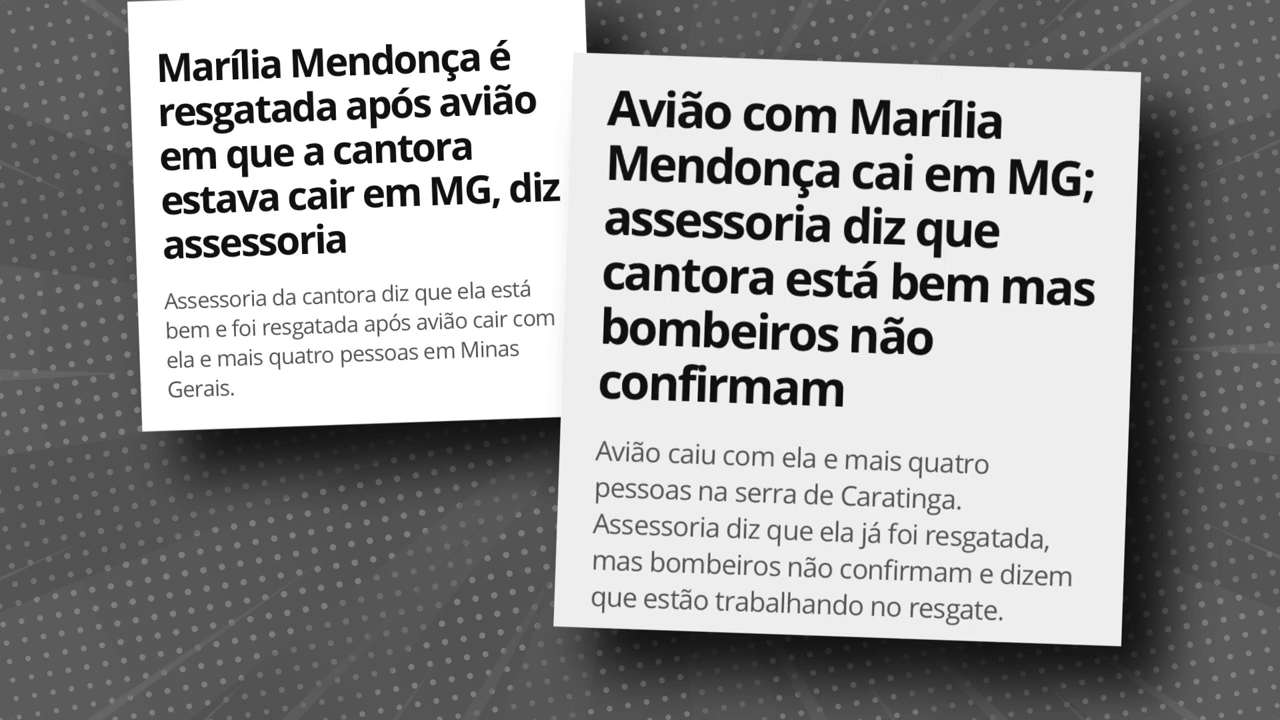 Marília Mendonça é
resgatada após avião
em que a cantora
estava cair em MG, diz
assessoria
Assessoria da cantora diz que ela está
bem e foi resgatada após avião cair com
ela e mais quatro pessoas em Minas
Gerais.
Avião com Marília
Mendonça cai em MG;
assessoria diz que
cantora está bem mas
bombeiros não
confirmam
Avião caiu com ela e mais quatro
pessoas na serra de Caratinga.
Assessoria diz que ela já foi resgatada,
mas bombeiros não confirmam e dizem
que estão trabalhando no resgate.